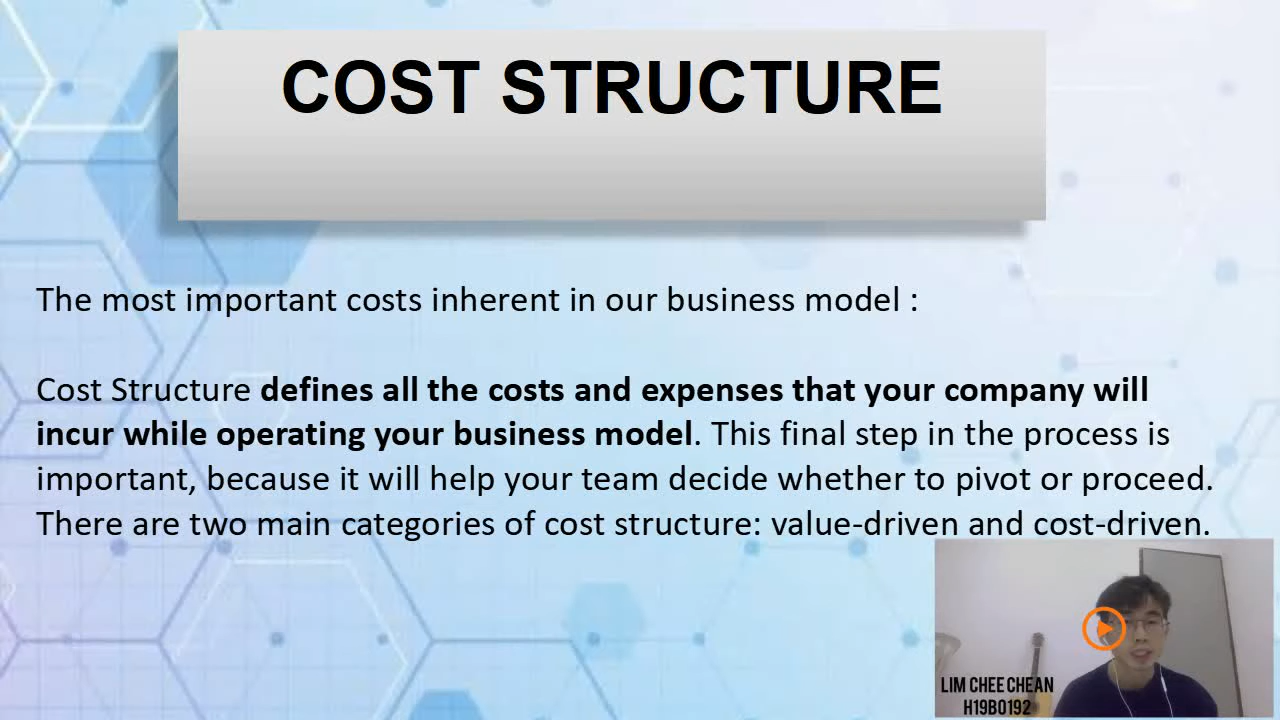 COST STRUCTURE
The most important costs inherent in our business model :
Cost Structure defines all the costs and expenses that your company will
incur while operating your business model. This final step in the process is
important, because it will help your team decide whether to pivot or proceed.
There are two main categories of cost structure: value-driven and cost-driven.
LIM CHEE CHEAN
H19B0192